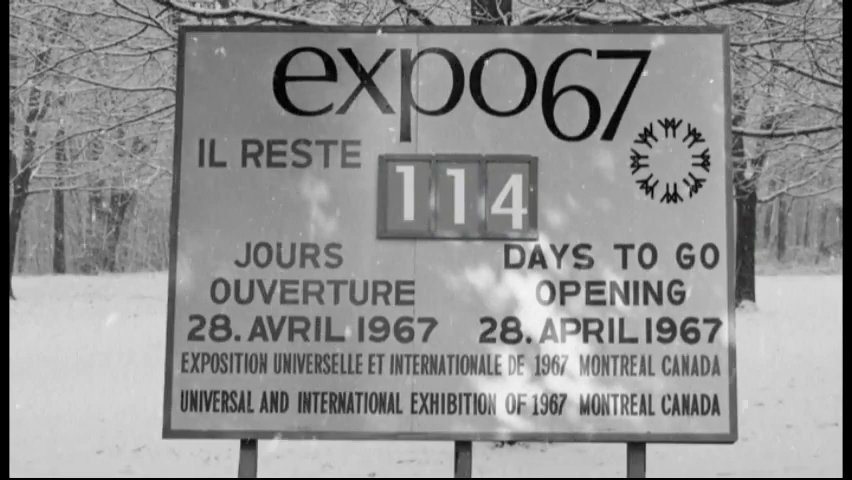 expo67
IL RESTE 114
JOURS DAYS TO GO
OUVERTURE OPENING
28. AVRIL 1967 28. APRIL 1967
EXPOSITION UNIVERSELLE ET INTERNATIONALE DE 1967 MONTREAL CANADA
UNIVERSAL AND INTERNATIONAL EXHIBITION OF 1967 MONTREAL CANADA